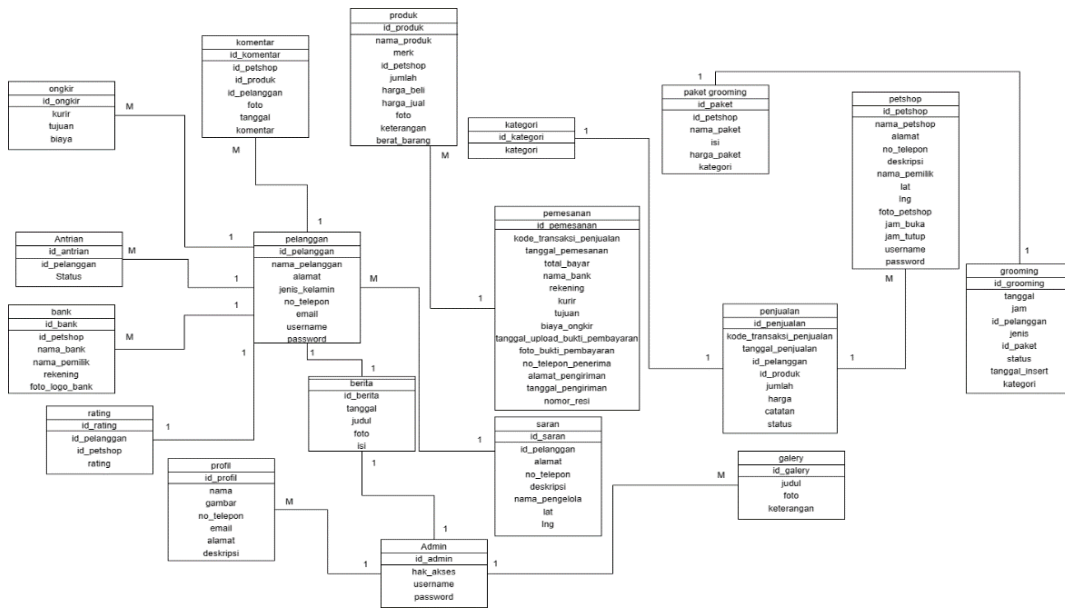 produk
id_produk
nama_produk
merk
id_petshop
jumlah
harga_beli
harga_jual
foto
keterangan
berat_barang
komentar
id_komentar
id_petshop
id_produk
id_pelanggan
foto
tanggal
komentar
M
ongkir
id_ongkir
kurir
tujuan
biaya
M
1
kategori
id_kategori
kategori
1
M
paket grooming
id_paket
id_petshop
nama_paket
isi
harga_paket
kategori
1
petshop
id_petshop
nama_petshop
alamat
no_telepon
deskripsi
nama_pemilik
lat
lng
foto_petshop
jam_buka
jam_tutup
username
password
M
1
grooming
id_grooming
tanggal
jam
id_pelanggan
jenis
id_paket
status
tanggal_insert
kategori
Antrian
id_antrian
id_pelanggan
Status
M
1
1
pelanggan
id_pelanggan
nama_pelanggan
alamat
jenis_kelamin
no_telepon
email
username
password
M
1
1
1
pemesanan
id_pemesanan
kode_transaksi_penjualan
tanggal_pemesanan
total_bayar
nama_bank
rekening
kurir
tujuan
biaya_ongkir
tanggal_upload_bukti_pembayaran
foto_bukti_pembayaran
no_telepon_penerima
alamat_pengiriman
tanggal_pengiriman
nomor_resi
1
1
penjualan
id_penjualan
kode_transaksi_penjualan
tanggal_penjualan
id_pelanggan
id_produk
jumlah
harga
catatan
status
1
bank
id_bank
id_petshop
nama_bank
nama_pemilik
rekening
foto_logo_bank
M
rating
id_rating
id_pelanggan
id_petshop
rating
1
1
berita
id_berita
tanggal
judul
foto
isi
1
saran
id_saran
id_pelanggan
alamat
no_telepon
deskripsi
nama_pengelola
lat
lng
1
galery
id_galery
judul
foto
keterangan
M
profil
id_profil
nama
gambar
no_telepon
email
alamat
deskripsi
M
1
Admin
id_admin
hak_akses
username
password
1
1